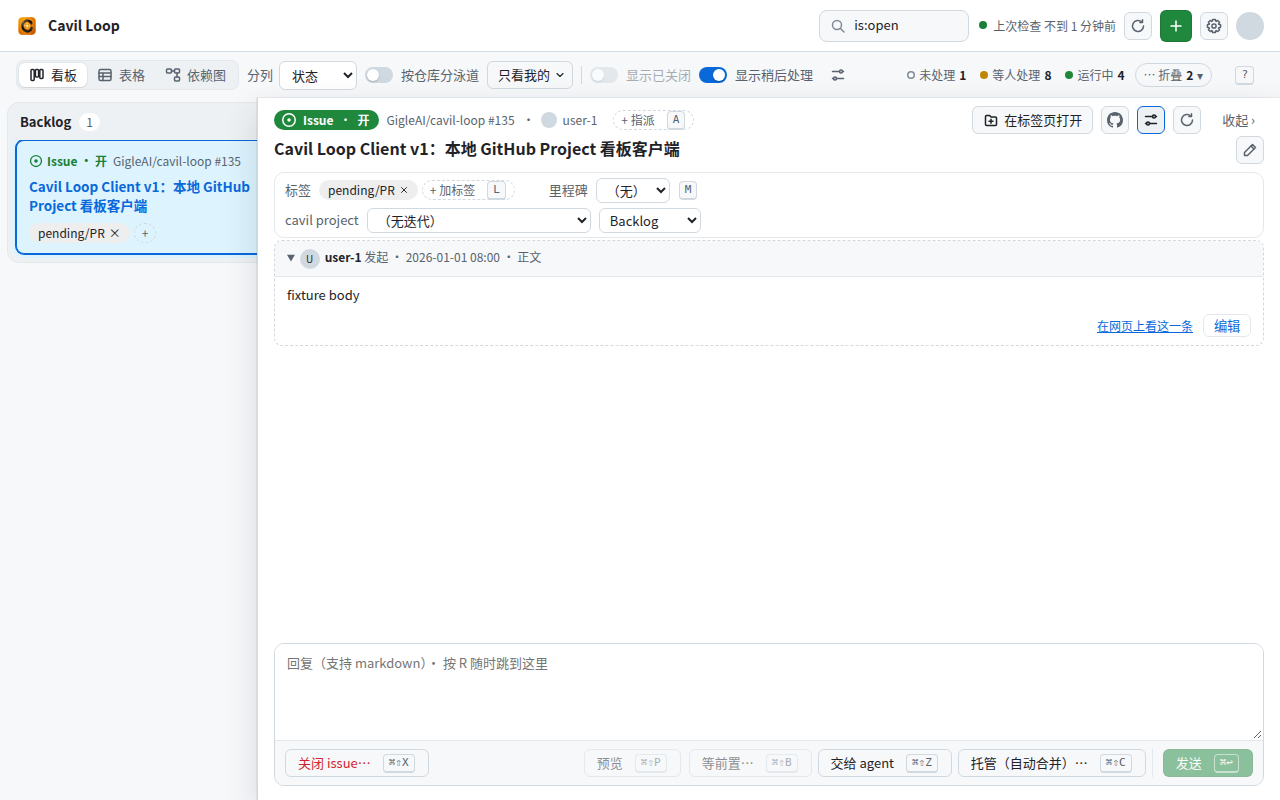 Cavil Loop
is:open
上次检查 不到 1 分钟前
看板 表格 依赖图 分列 状态 按仓库分泳道 只看我的 显示已关闭 显示稍后处理 未处理 1 等人处理 8 运行中 4 ⋯ 折叠 2 ▾ ?
Backlog 1
Issue · 开 GigleAI/cavil-loop #135
Cavil Loop Client v1：本地 GitHub
Project 看板客户端
pending/PR × +
Issue · 开 GigleAI/cavil-loop #135 · user-1 + 指派 A 在标签页打开 收起 ›
Cavil Loop Client v1：本地 GitHub Project 看板客户端
标签 pending/PR × + 加标签 L 里程碑 （无） M
cavil project （无迭代） Backlog
▼ U user-1 发起 · 2026-01-01 08:00 · 正文
fixture body
在网页上看这一条 编辑
回复（支持 markdown）· 按 R 随时跳到这里
关闭 issue⋯ ⌘⇧X 预览 ⌘⇧P 等前置⋯ ⌘⇧B 交给 agent ⌘⇧Z 托管（自动合并）⋯ ⌘⇧C 发送 ⌘↩